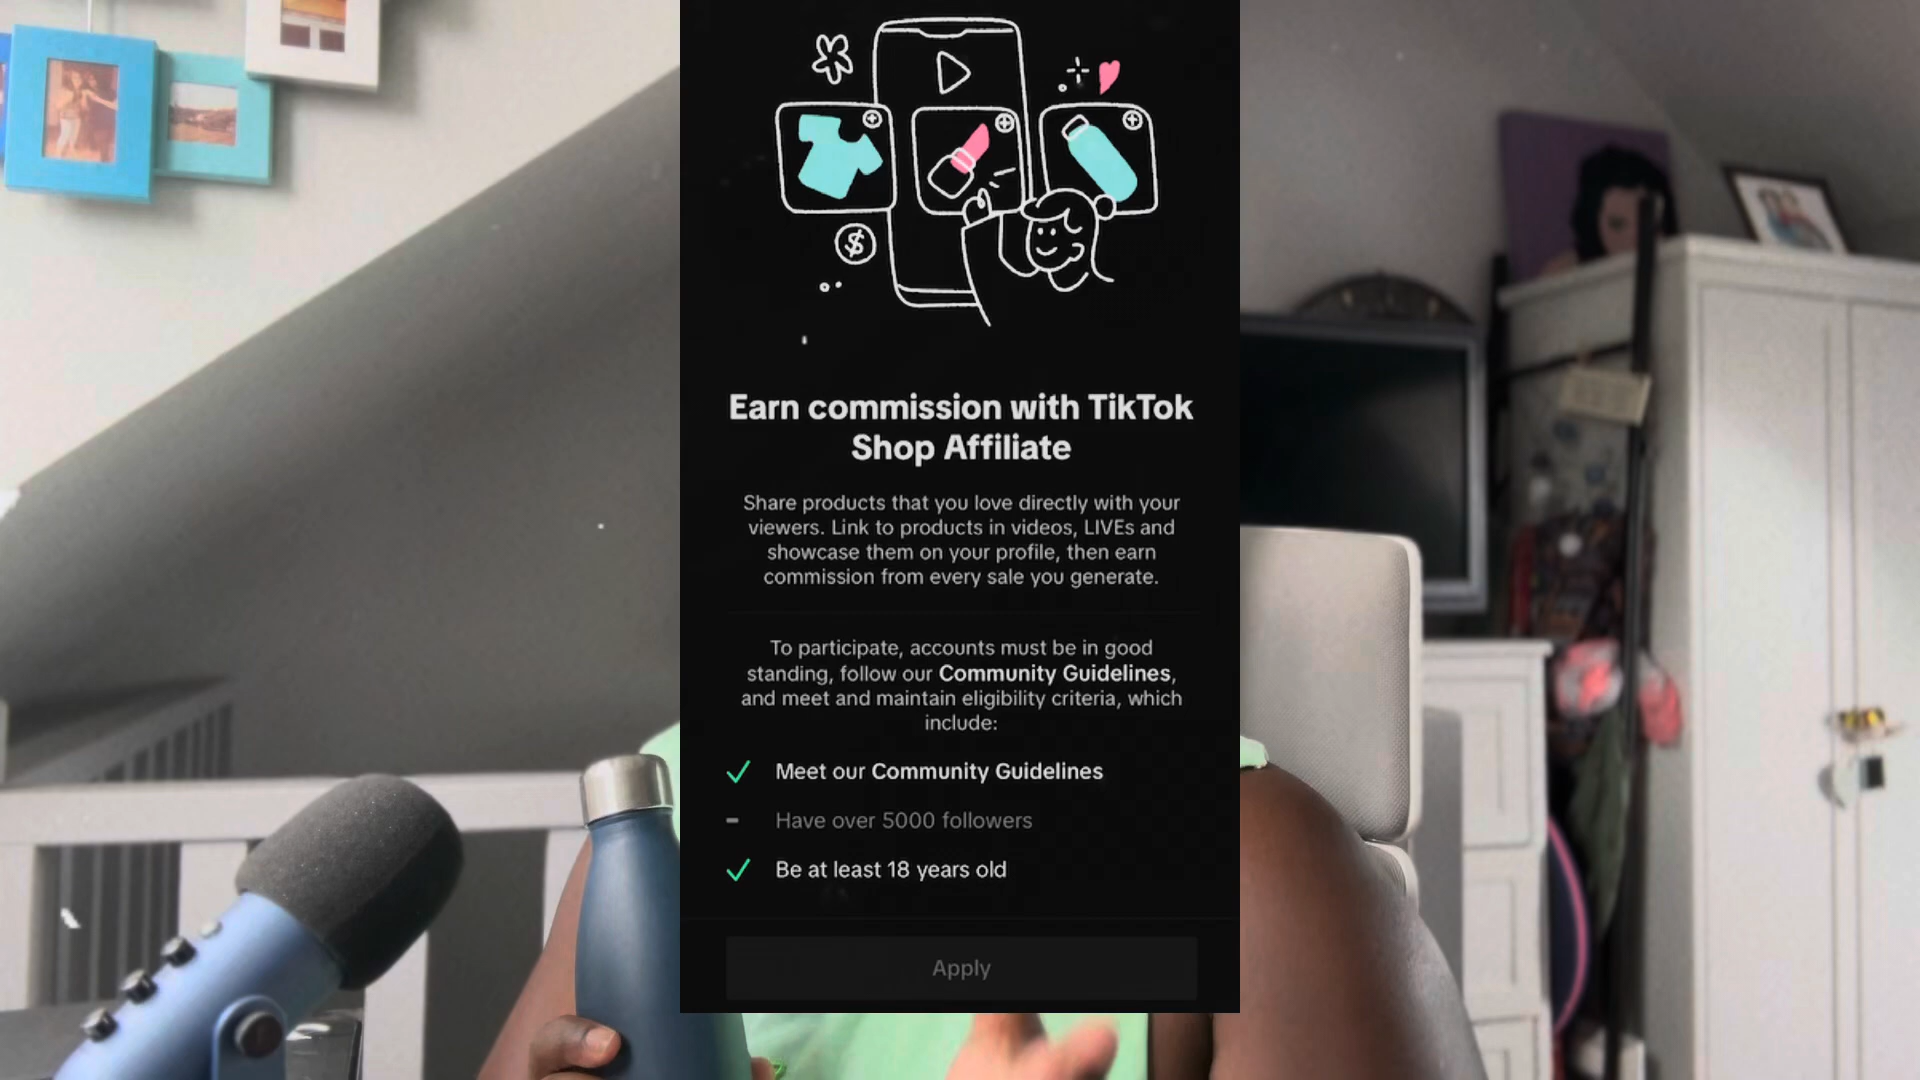 $
Earn commission with TikTok
Shop Affiliate
Share products that you love directly with your
viewers. Link to products in videos, LIVEs and
showcase them on your profile, then earn
commission from every sale you generate.
To participate, accounts must be in good
standing, follow our Community Guidelines,
and meet and maintain eligibility criteria, which
include:
Meet our Community Guidelines
Have over 5000 followers
Be at least 18 years old
Apply